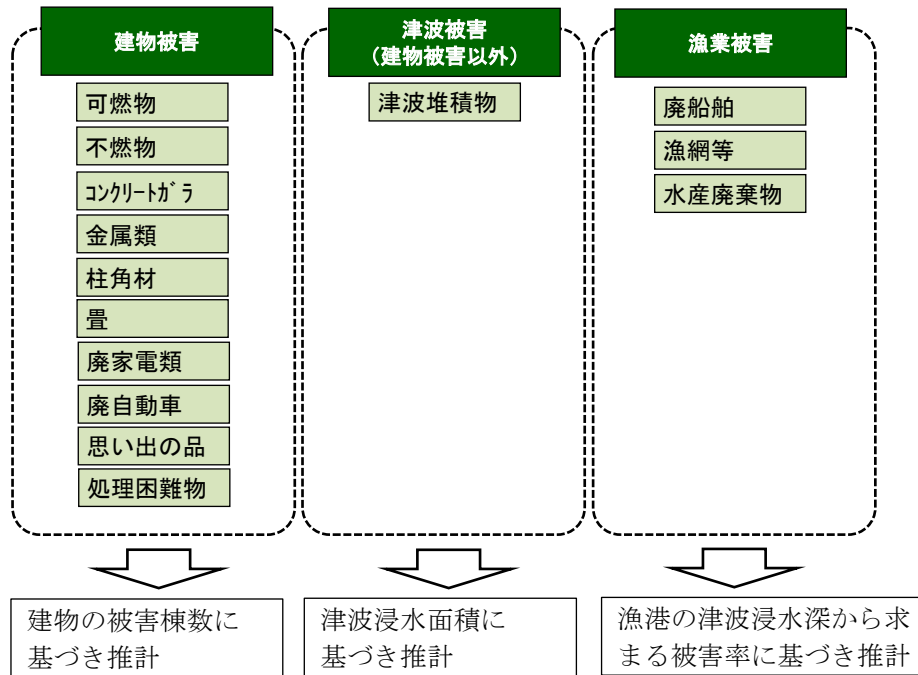 建物被害
可燃物
不燃物
ｺﾝｸﾘｰﾄｶﾞﾗ
金属類
柱角材
畳
廃家電類
廃自動車
思い出の品
処理困難物
建物の被害棟数に
基づき推計
津波被害
（建物被害以外）
津波堆積物
津波浸水面積に
基づき推計
漁業被害
廃船舶
漁網等
水産廃棄物
漁港の津波浸水深から求
まる被害率に基づき推計